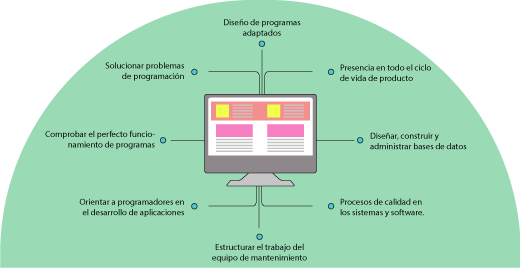 Diseño de programas
adaptados
Solucionar problemas
de programación
Presencia en todo el ciclo
de vida de producto
Comprobar el perfecto funcio-
namiento de programas
Diseñar, construir y
administrar bases de datos
Orientar a programadores en
el desarrollo de aplicaciones
Procesos de calidad en
los sistemas y software.
Estructurar el trabajo del
equipo de mantenimiento